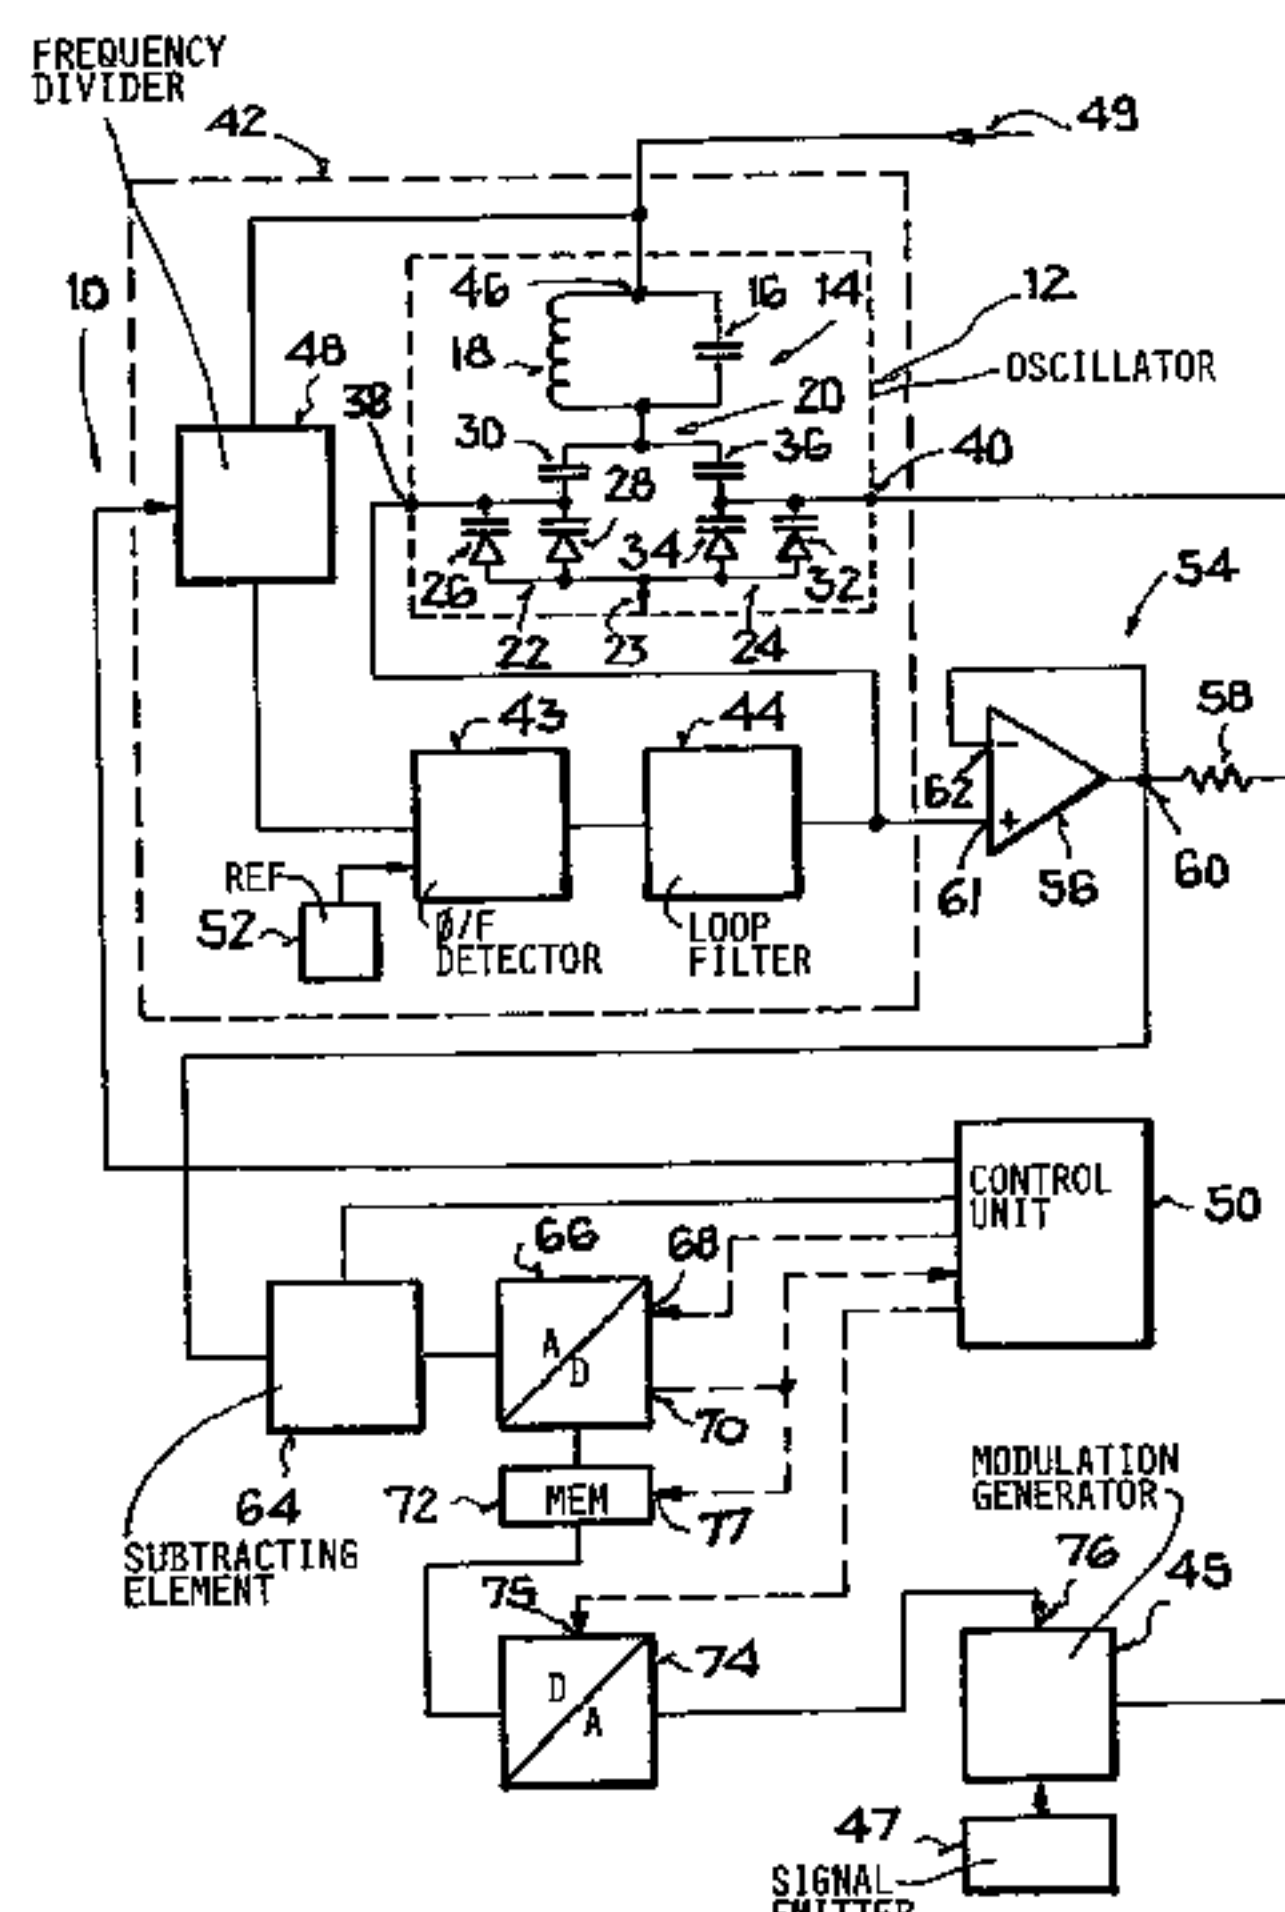 FREQUENCY
DIVIDER
42
49
10
46
16
14
12
18
OSCILLATOR
48
38
20
30
36
40
28
26
34
32
22
23
24
54
43
44
58
62
+
61
56
60
REF
52
Ø/F
DETECTOR
LOOP
FILTER
CONTROL
UNIT
50
66
68
A
D
70
64
72
MEM
77
SUBTRACTING
ELEMENT
MODULATION
GENERATOR
75
76
45
74
D
A
47
SIGNAL
EMITTER